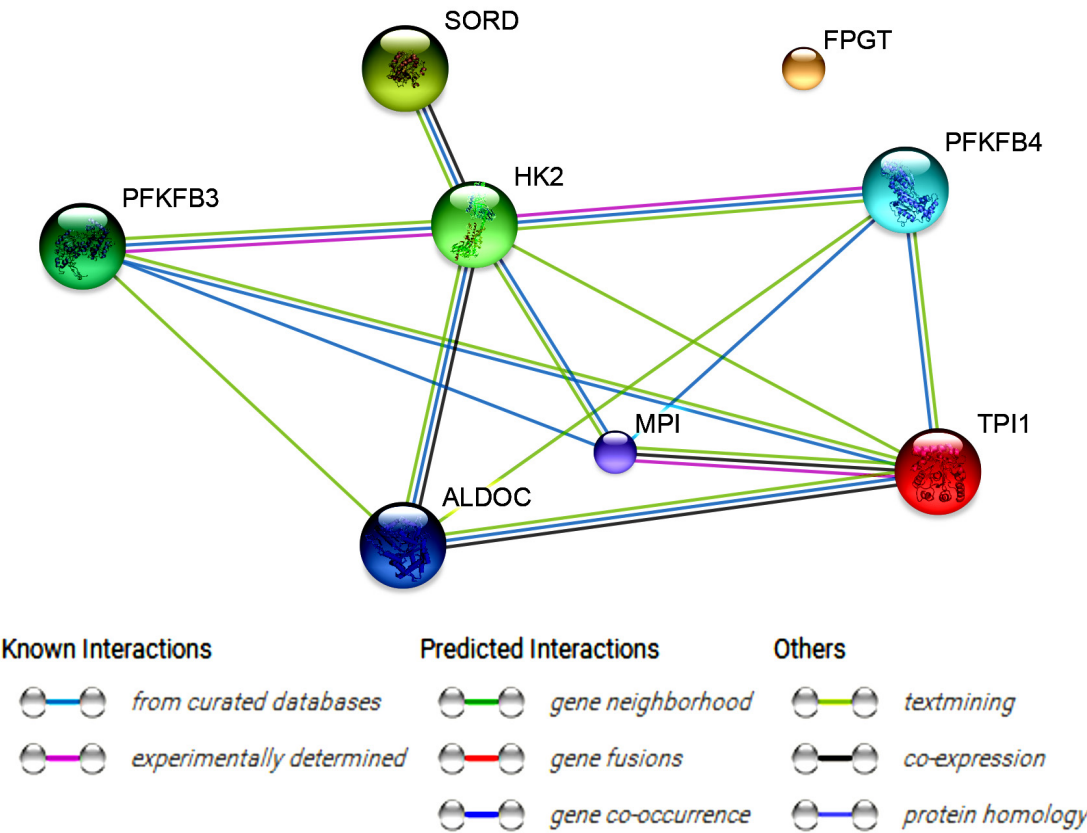 SORD
FPGT
PFKFB4
HK2
PFKFB3
MPI
TPI1
ALDOC
Known Interactions
Predicted Interactions
Others
from curated databases
gene neighborhood
textmining
experimentally determined
gene fusions
co-expression
gene co-occurrence
protein homology